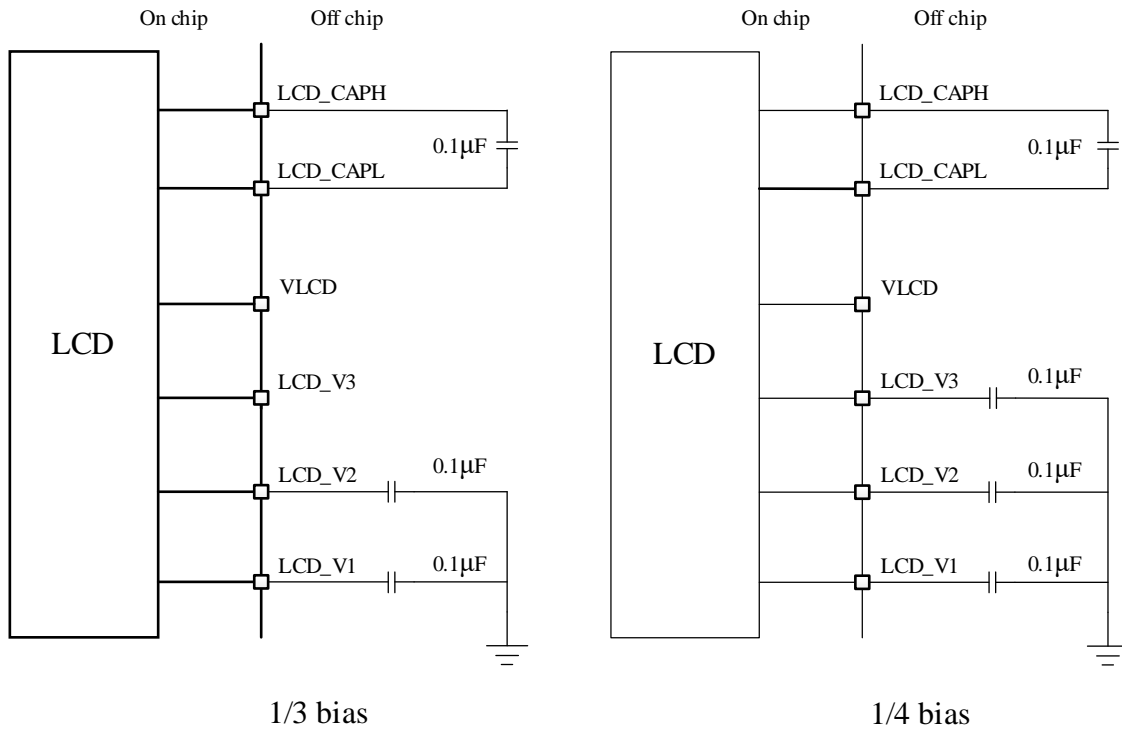 On chip
Off chip
LCD_CAPH
0.1μF
LCD_CAPL
VLCD
LCD
LCD_V3
LCD_V2
0.1μF
LCD_V1
0.1μF
1/3 bias
On chip
Off chip
LCD_CAPH
0.1μF
LCD_CAPL
VLCD
LCD
LCD_V3
0.1μF
LCD_V2
0.1μF
LCD_V1
0.1μF
1/4 bias